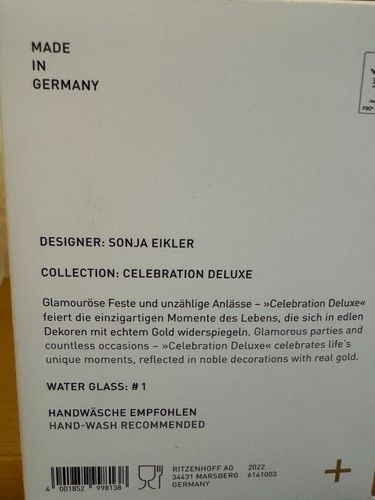 MADE
IN
GERMANY
DESIGNER: SONJA EIKLER
COLLECTION: CELEBRATION DELUXE
Glamouröse Feste und unzählige Anlässe – »Celebration Deluxe«
feiert die einzigartigen Momente des Lebens, die sich in edlen
Dekoren mit echtem Gold widerspiegeln. Glamorous parties and
countless occasions – »Celebration Deluxe« celebrates life's
unique moments, reflected in noble decorations with real gold.
WATER GLASS: # 1
HANDWÄSCHE EMPFOHLEN
HAND-WASH RECOMMENDED
RITZENHOFF AG 2022
34431 MARSBERG 6141003
GERMANY
4 001852 998138